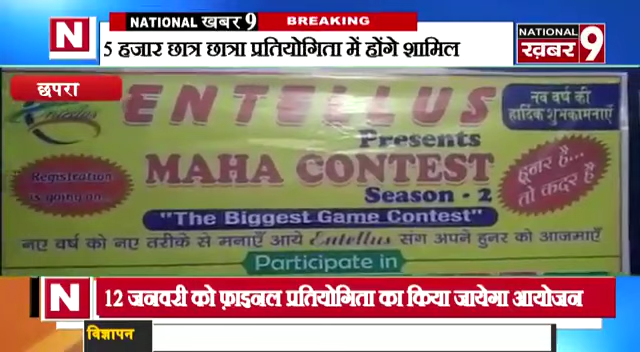 NATIONAL खबर 9
BREAKING
5 हजार छात्र छात्रा प्रतियोगिता में होंगे शामिल
NATIONAL
ख़बर 9
छपरा
Entellus
ENTELLUS
नव वर्ष की
हार्दिक शुभकामनाएँ
Presents
MAHA CONTEST
Season - 2
Registration
is going on...
हुनर है...
तो कदर है
"The Biggest Game Contest"
नए वर्ष को नए तरीके से मनाएँ आये Entellus संग अपने हुनर को आजमाएँ
Participate in
N
12 जनवरी को फ़ाइनल प्रतियोगिता का किया जायेगा आयोजन
विज्ञापन